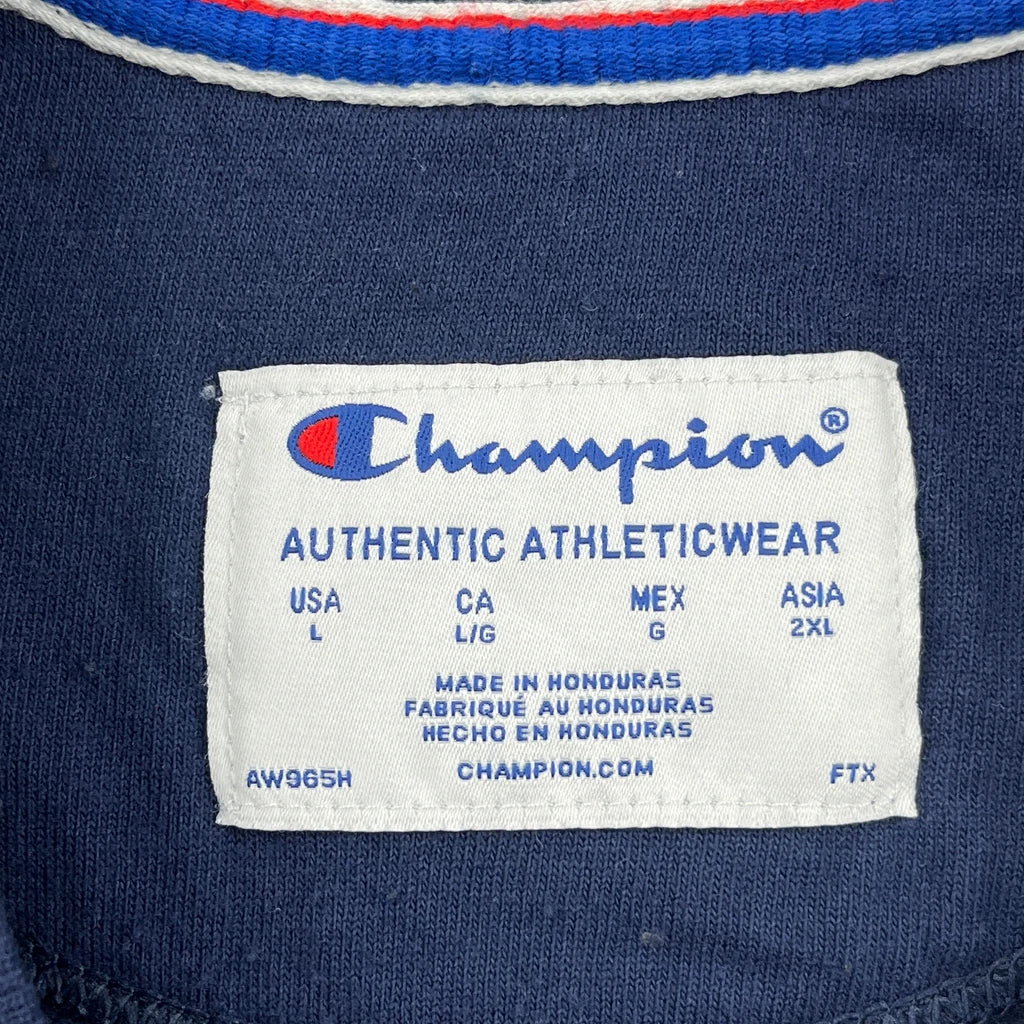 Champion®
AUTHENTIC ATHLETICWEAR
USA CA MEX ASIA
L L/G G 2XL
MADE IN HONDURAS
FABRIQUÉ AU HONDURAS
HECHO EN HONDURAS
AW965H CHAMPION.COM FTX